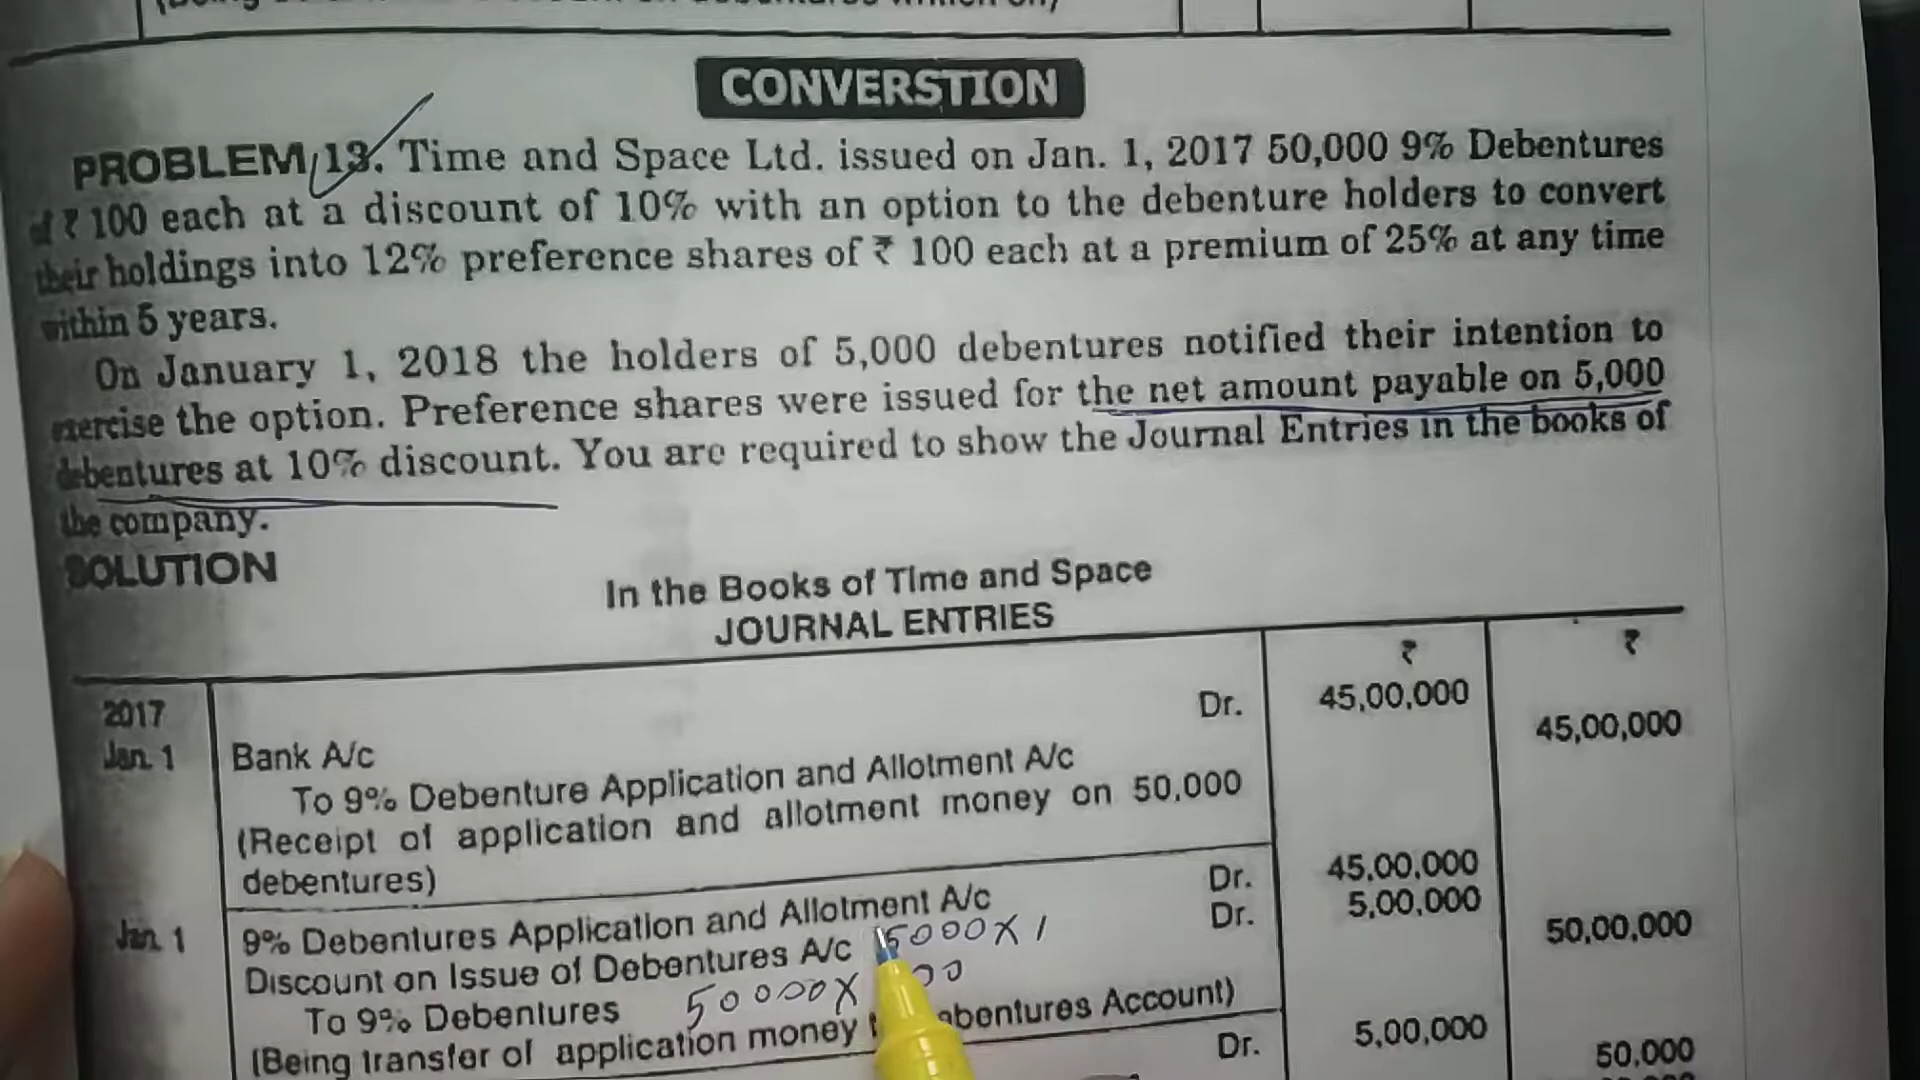 CONVERSTION
PROBLEM 13. Time and Space Ltd. issued on Jan. 1, 2017 50,000 9% Debentures
of ₹ 100 each at a discount of 10% with an option to the debenture holders to convert
their holdings into 12% preference shares of ₹ 100 each at a premium of 25% at any time
within 5 years.
On January 1, 2018 the holders of 5,000 debentures notified their intention to
exercise the option. Preference shares were issued for the net amount payable on 5,000
debentures at 10% discount. You are required to show the Journal Entries in the books of
the company.
SOLUTION
In the Books of Time and Space
JOURNAL ENTRIES
₹ ₹
2017 Dr. 45,00,000
Jan. 1 Bank A/c 45,00,000
To 9% Debenture Application and Allotment A/c
(Receipt of application and allotment money on 50,000
debentures)
Jan. 1 9% Debentures Application and Allotment A/c Dr. 45,00,000
Discount on Issue of Debentures A/c 5000X1 Dr. 5,00,000
To 9% Debentures 50000X 00 50,00,000
(Being transfer of application money Debentures Account)
Dr. 5,00,000
50,000